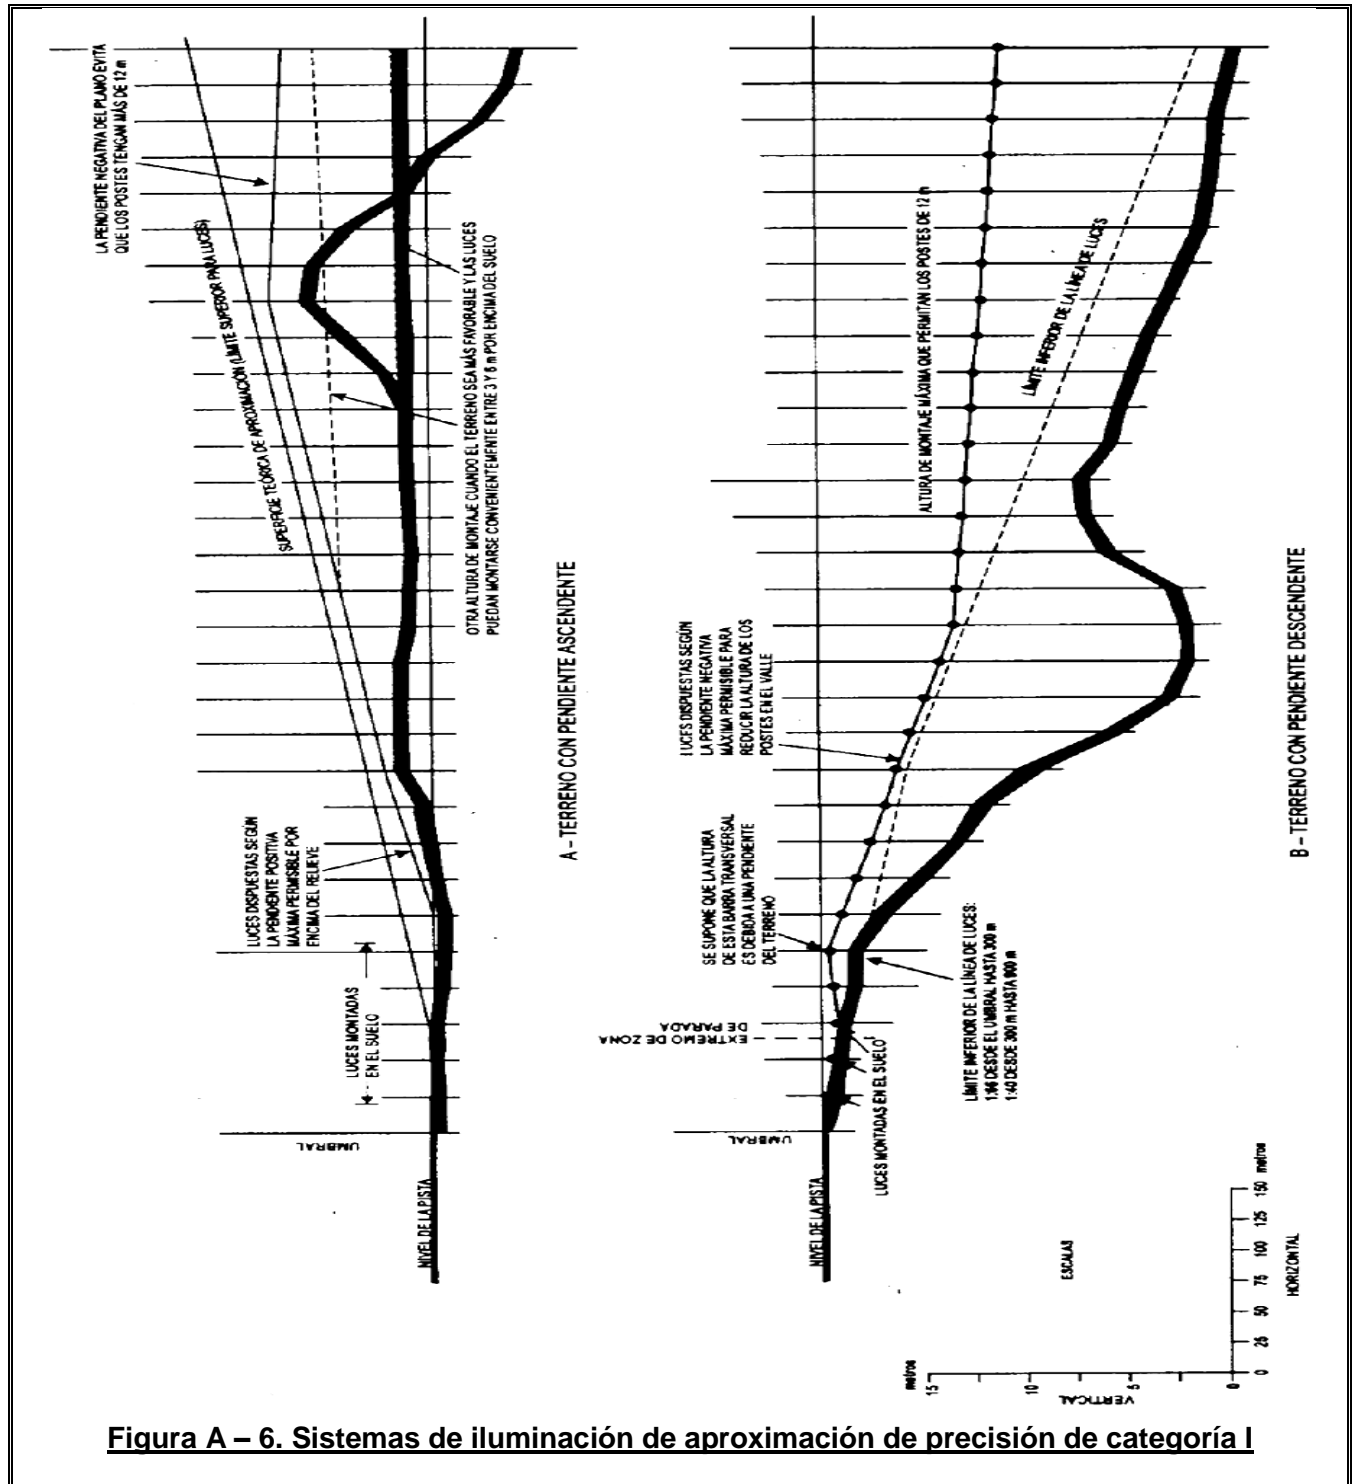 LA PENDIENTE NEGATIVA DEL PLANO EVITA
QUE LOS POSTES TENGAN MÁS DE 12 m
SUPERFICIE TEÓRICA DE APROXIMACIÓN (LÍMITE SUPERIOR PARA LUCES)
OTRA ALTURA DE MONTAJE CUANDO EL TERRENO SEA MÁS FAVORABLE Y LAS LUCES
PUEDAN MONTARSE CONVENIENTEMENTE ENTRE 3 Y 6 m POR ENCIMA DEL SUELO
LUCES DISPUESTAS SEGÚN
LA PENDIENTE POSITIVA
MÁXIMA PERMISIBLE POR
ENCIMA DEL RELIEVE
LUCES MONTADAS
EN EL SUELO
UMBRAL
NIVEL DE LA PISTA
A – TERRENO CON PENDIENTE ASCENDENTE
ALTURA DE MONTAJE MÁXIMA QUE PERMITAN LOS POSTES DE 12 m
LÍMITE INFERIOR DE LA LÍNEA DE LUCES
LUCES DISPUESTAS SEGÚN
LA PENDIENTE NEGATIVA
MÁXIMA PERMISIBLE PARA
REDUCIR LA ALTURA DE LOS
POSTES EN EL VALLE
SE SUPONE QUE LA ALTURA
DE ESTA BARRA TRANSVERSAL
ES DEBIDA A UNA PENDIENTE
DEL TERRENO
EXTREMO DE ZONA
DE PARADA
LUCES MONTADAS EN EL SUELO
LÍMITE INFERIOR DE LA LÍNEA DE LUCES:
1:66 DESDE EL UMBRAL HASTA 300 m
1:40 DESDE 300 m HASTA 900 m
UMBRAL
NIVEL DE LA PISTA
B – TERRENO CON PENDIENTE DESCENDENTE
ESCALAS
metros
15
10
5
0
VERTICAL
0 25 50 75 100 125 150 metros
HORIZONTAL
Figura A – 6. Sistemas de iluminación de aproximación de precisión de categoría I